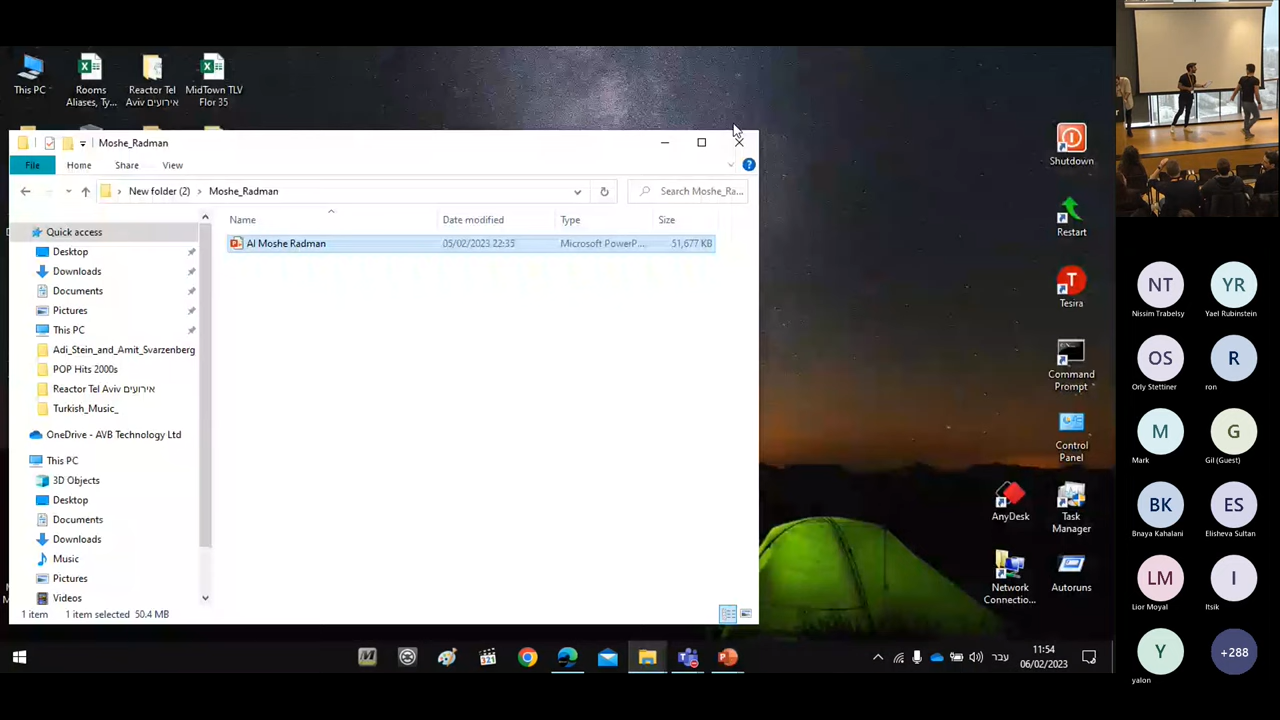 This PC
Rooms
Aliases, Ty...
Reactor Tel
Aviv אירועים
MidTown TLV
Flor 35
Moshe_Radman
File
Home
Share
View
New folder (2)
Moshe_Radman
Search Moshe_Ra...
Name
Date modified
Type
Size
AI Moshe Radman
05/02/2023 22:35
Microsoft PowerP...
51,677 KB
Quick access
Desktop
Downloads
Documents
Pictures
This PC
Adi_Stein_and_Amit_Svarzenberg
POP Hits 2000s
Reactor Tel Aviv אירועים
Turkish_Music_
OneDrive - AVB Technology Ltd
This PC
3D Objects
Desktop
Documents
Downloads
Music
Pictures
Videos
1 item
1 item selected 50.4 MB
Shutdown
Restart
Tesira
Command
Prompt
Control
Panel
AnyDesk
Task
Manager
Network
Connectio...
Autoruns
עבר
11:54
06/02/2023
NT
Nissim Trabelsy
YR
Yael Rubinstein
OS
Orly Stettiner
R
ron
M
Mark
G
Gil (Guest)
BK
Bnaya Kahalani
ES
Elisheva Sultan
LM
Lior Moyal
I
Itsik
Y
yalon
+288